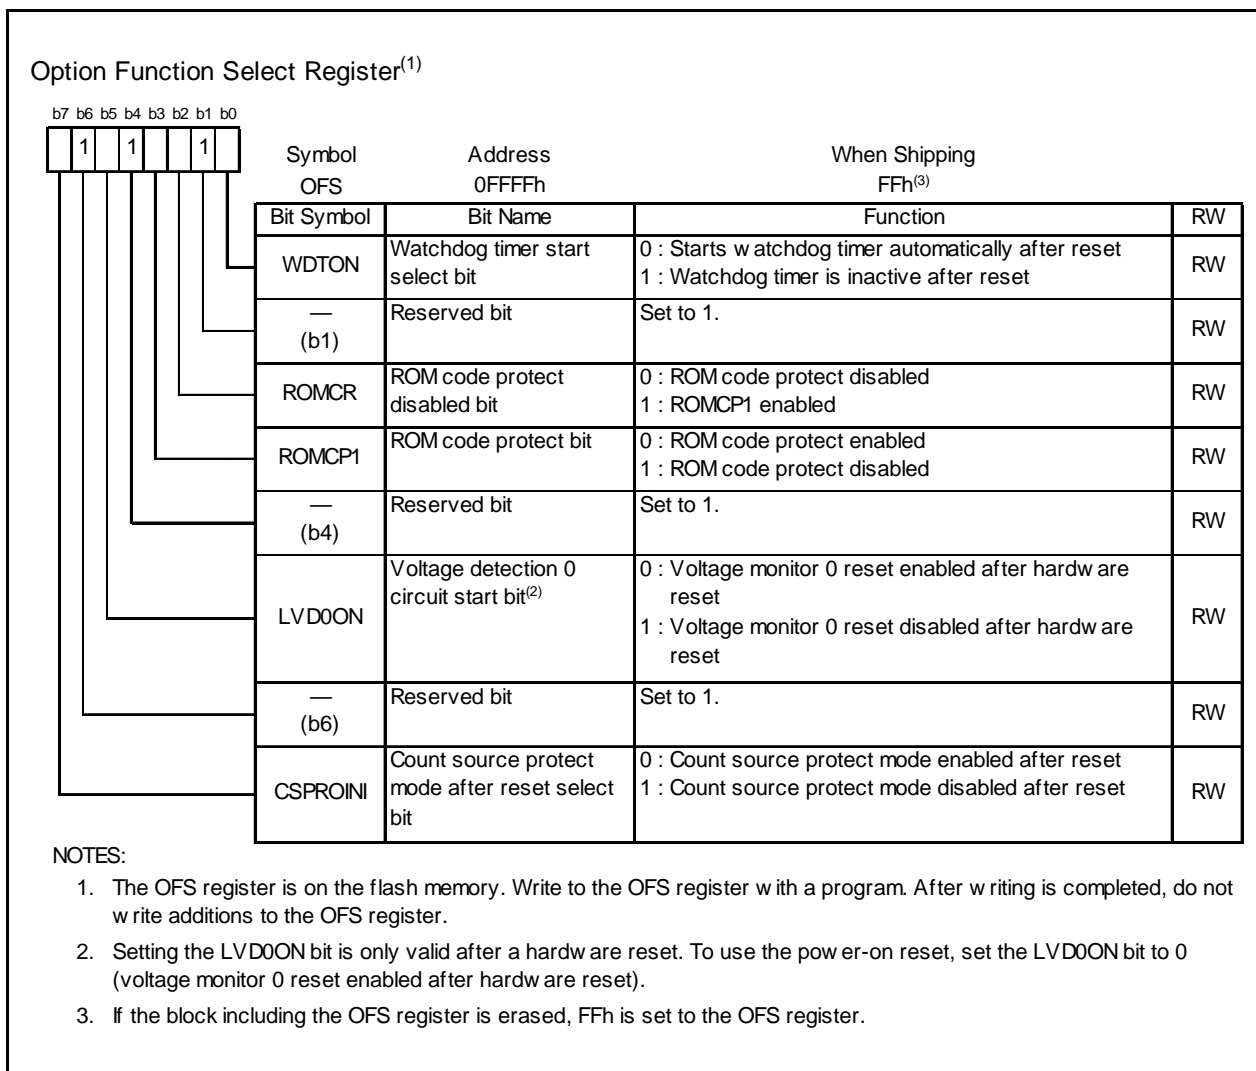 Option Function Select Register(1)
b7 b6 b5 b4 b3 b2 b1 b0
1 1 1
Symbol Address When Shipping
OFS 0FFFFh FFh(3)
Bit Symbol Bit Name Function RW
WDTON Watchdog timer start select bit 0 : Starts watchdog timer automatically after reset RW
1 : Watchdog timer is inactive after reset
— (b1) Reserved bit Set to 1. RW
ROMCR ROM code protect disabled bit 0 : ROM code protect disabled RW
1 : ROMCP1 enabled
ROMCP1 ROM code protect bit 0 : ROM code protect enabled RW
1 : ROM code protect disabled
— (b4) Reserved bit Set to 1. RW
LVD0ON Voltage detection 0 circuit start bit(2) 0 : Voltage monitor 0 reset enabled after hardware reset RW
1 : Voltage monitor 0 reset disabled after hardware reset
— (b6) Reserved bit Set to 1. RW
CSPROINI Count source protect mode after reset select bit 0 : Count source protect mode enabled after reset RW
1 : Count source protect mode disabled after reset
NOTES:
1. The OFS register is on the flash memory. Write to the OFS register with a program. After writing is completed, do not
write additions to the OFS register.
2. Setting the LVD0ON bit is only valid after a hardware reset. To use the power-on reset, set the LVD0ON bit to 0
(voltage monitor 0 reset enabled after hardware reset).
3. If the block including the OFS register is erased, FFh is set to the OFS register.